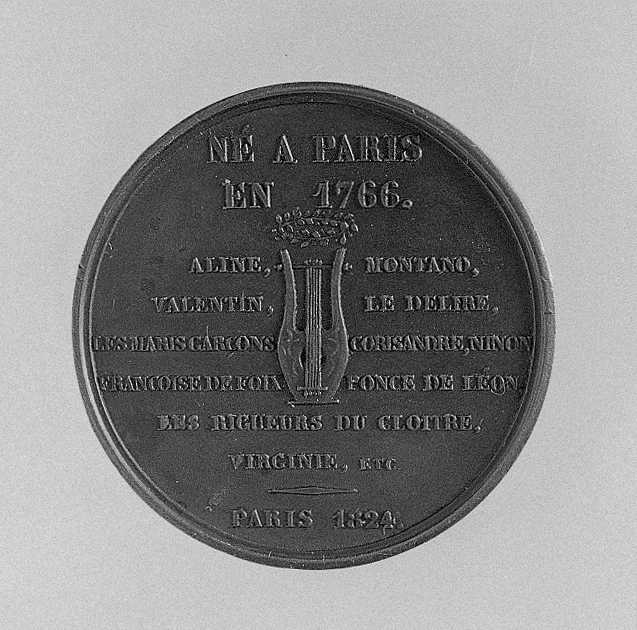 NÉ A PARIS
EN 1766.
ALINE, MONTANO,
VALENTIN, LE DELIRE,
LES MARIS GARÇONS CORISANDRE, NINON
FRANÇOISE DE FOIX PONCE DE LÉON.
LES RIGUEURS DU CLOITRE,
VIRGINIE, ETC.
PARIS 1824.